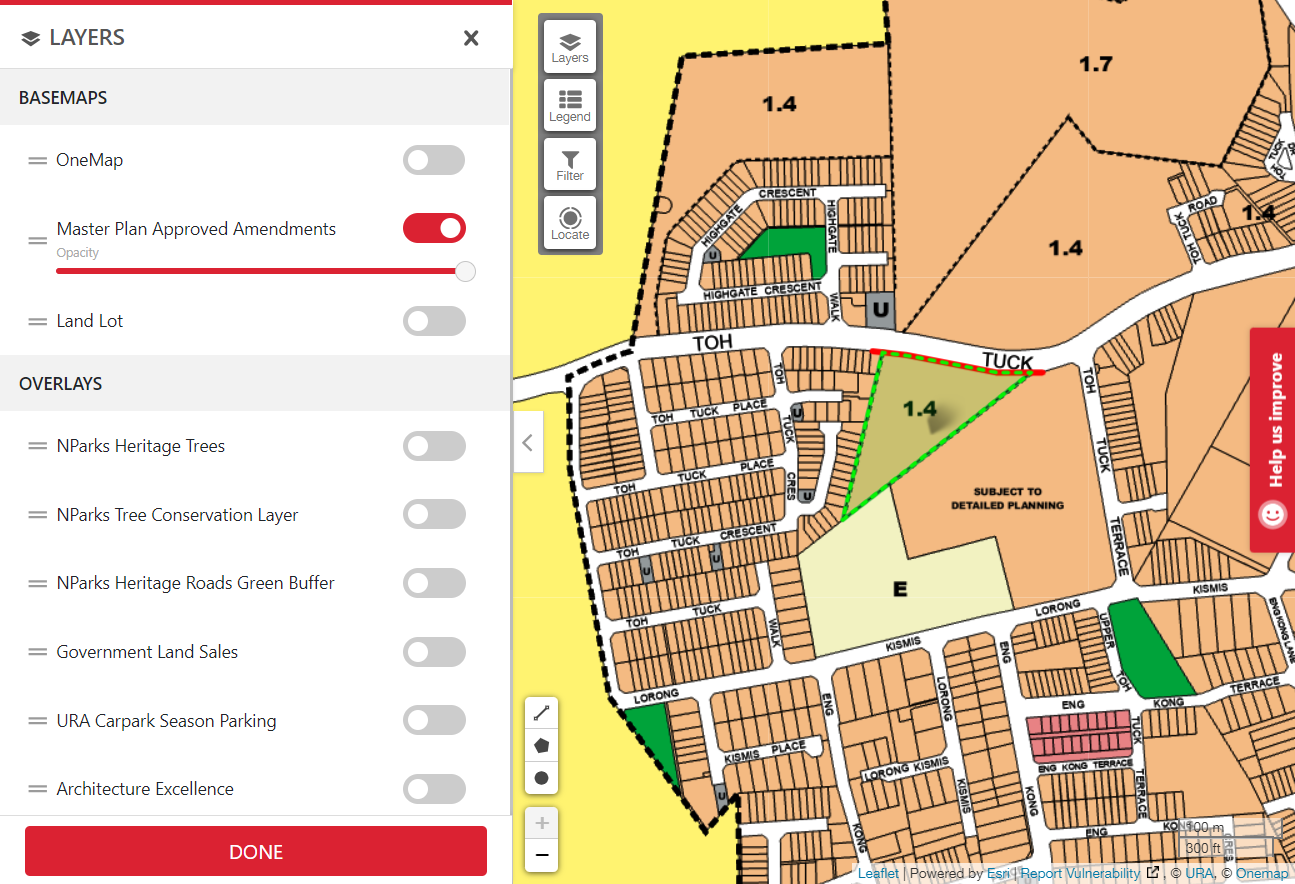 LAYERS
BASEMAPS
OneMap
Master Plan Approved Amendments
Opacity
Land Lot
OVERLAYS
NParks Heritage Trees
NParks Tree Conservation Layer
NParks Heritage Roads Green Buffer
Government Land Sales
URA Carpark Season Parking
Architecture Excellence
DONE
Layers
Legend
Filter
Locate
1.7
1.4
CRESCENT
HIGHGATE
HIGHGATE
U
HIGHGATE CRESCENT
WALK
U
1.4
ROAD
TOH TUCK
1.4
TUCK
TOH
TOH
TUCK
TOH
TOH
TUCK
TERRACE
TOH TUCK PLACE
U
TUCK
CRES
U
TUCK PLACE
TOH
1.4
SUBJECT TO
DETAILED PLANNING
E
TOH TUCK CRESCENT
U
U
TOH TUCK
WALK
LORONG
KISMIS
LORONG
KISMIS
ENG KONG LANE
UPPER
TOH
TUCK
TERRACE
ENG
KONG
TERRACE
ENG KONG TERRACE
ENG
KONG
ENG
KONG
LORONG
KISMIS
LORONG KISMIS
KISMIS PLACE
U
ENG
KONG
CRES
Help us improve
100 m
300 ft
Leaflet | Powered by Esri | Report Vulnerability , © URA, © Onemap